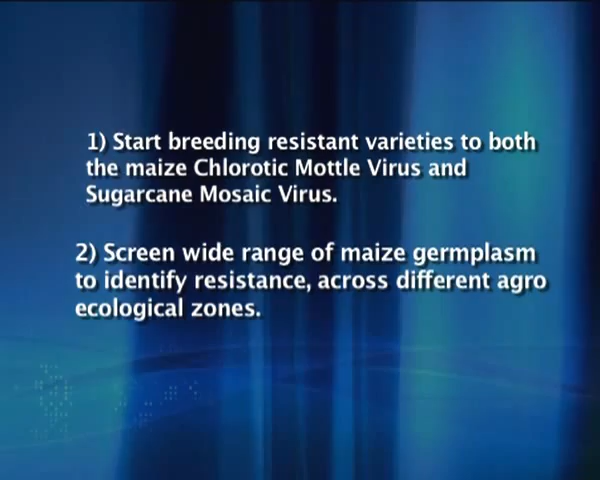 1) Start breeding resistant varieties to both
the maize Chlorotic Mottle Virus and
Sugarcane Mosaic Virus.
2) Screen wide range of maize germplasm
to identify resistance, across different agro
ecological zones.